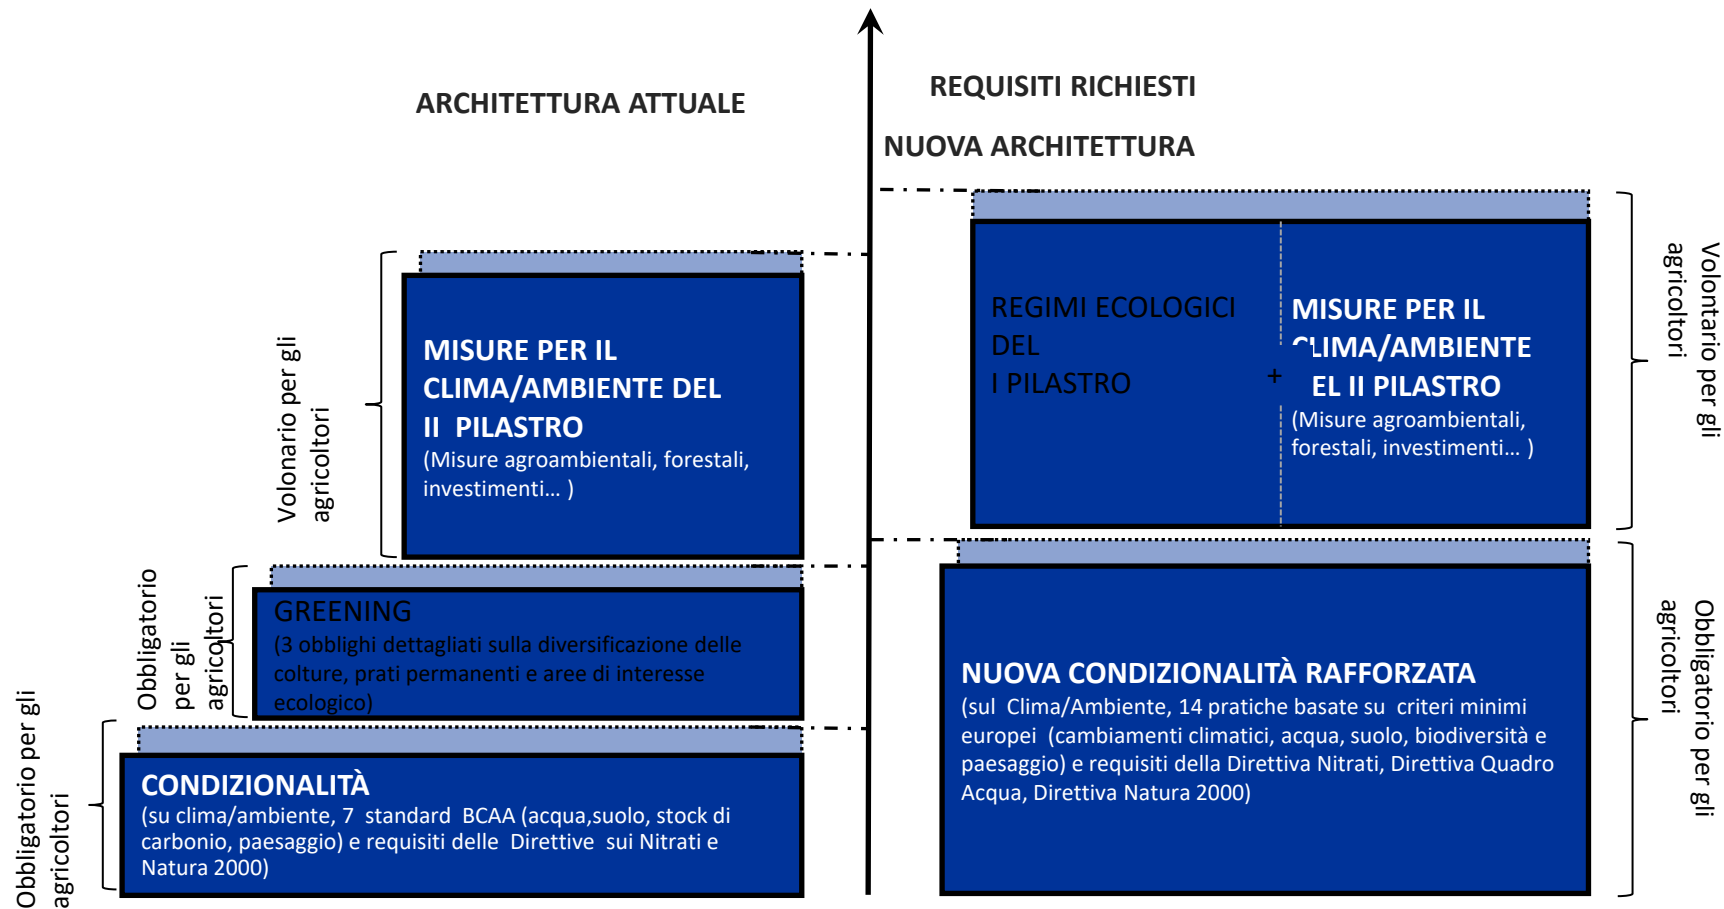 ARCHITETTURA ATTUALE
REQUISITI RICHIESTI
NUOVA ARCHITETTURA
Volonario per gli
agricoltori
MISURE PER IL
CLIMA/AMBIENTE DEL
II PILASTRO
(Misure agroambientali, forestali,
investimenti... )
Obbligatorio
per gli
agricoltori
GREENING
(3 obblighi dettagliati sulla diversificazione delle
colture, prati permanenti e aree di interesse
ecologico)
Obbligatorio per gli
agricoltori
CONDIZIONALITÀ
(su clima/ambiente, 7 standard BCAA (acqua,suolo, stock di
carbonio, paesaggio) e requisiti delle Direttive sui Nitrati e
Natura 2000)
REGIMI ECOLOGICI
DEL
I PILASTRO
+
MISURE PER IL
CLIMA/AMBIENTE
EL II PILASTRO
(Misure agroambientali,
forestali, investimenti... )
Volontario per gli
agricoltori
NUOVA CONDIZIONALITÀ RAFFORZATA
(sul Clima/Ambiente, 14 pratiche basate su criteri minimi
europei (cambiamenti climatici, acqua, suolo, biodiversità e
paesaggio) e requisiti della Direttiva Nitrati, Direttiva Quadro
Acqua, Direttiva Natura 2000)
Obbligatorio per gli
agricoltori